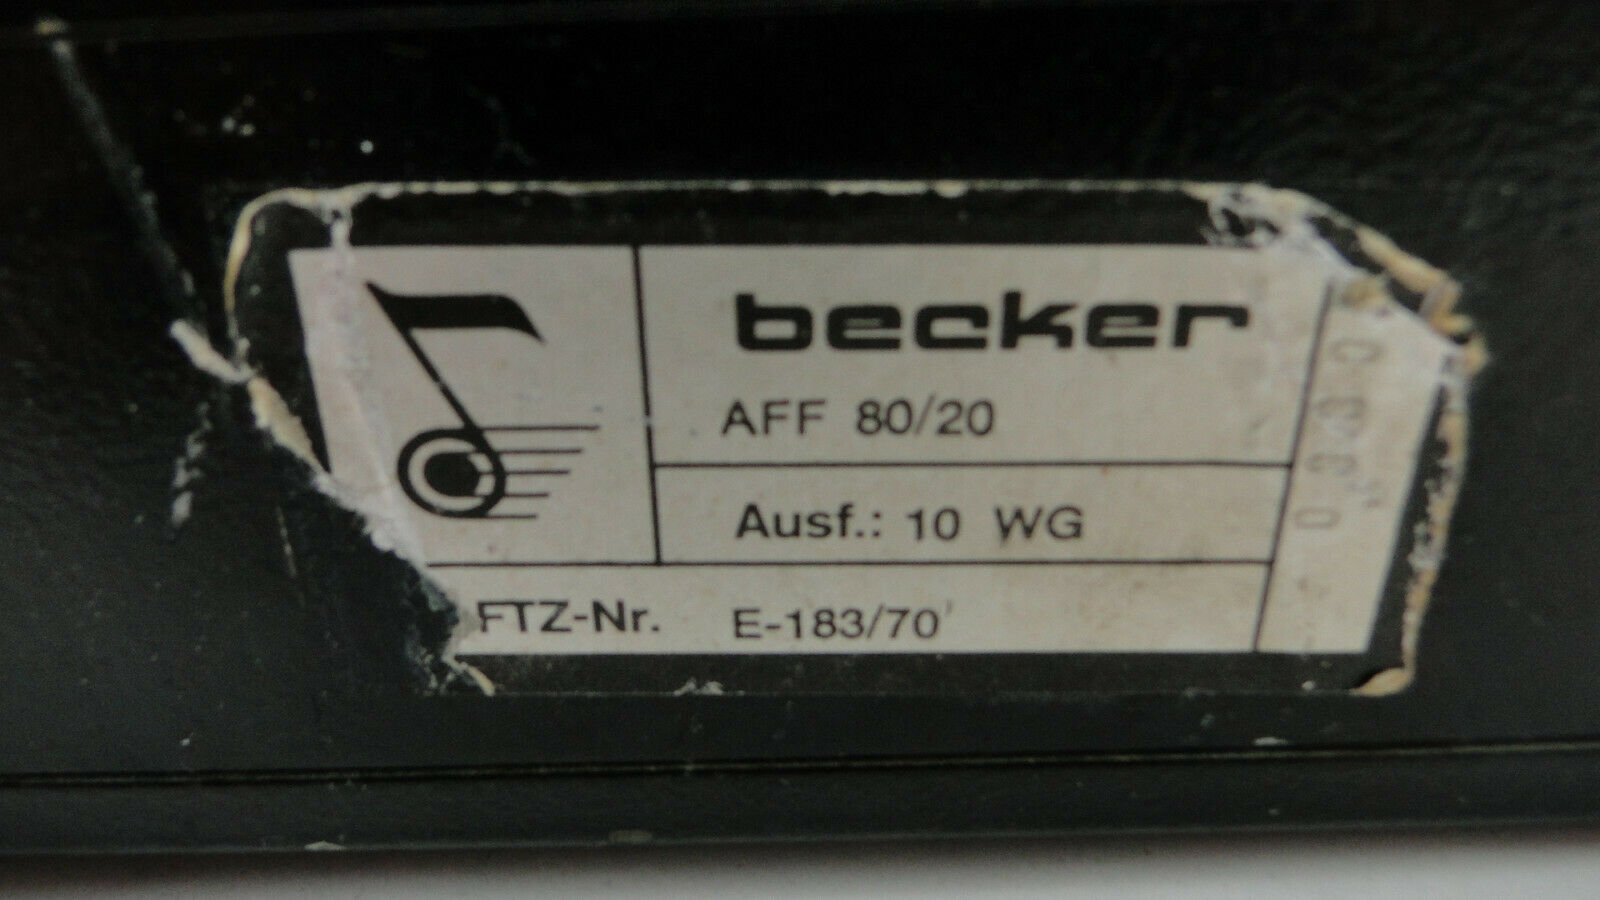 becker
AFF 80/20
Ausf.: 10 WG
FTZ-Nr. E-183/70